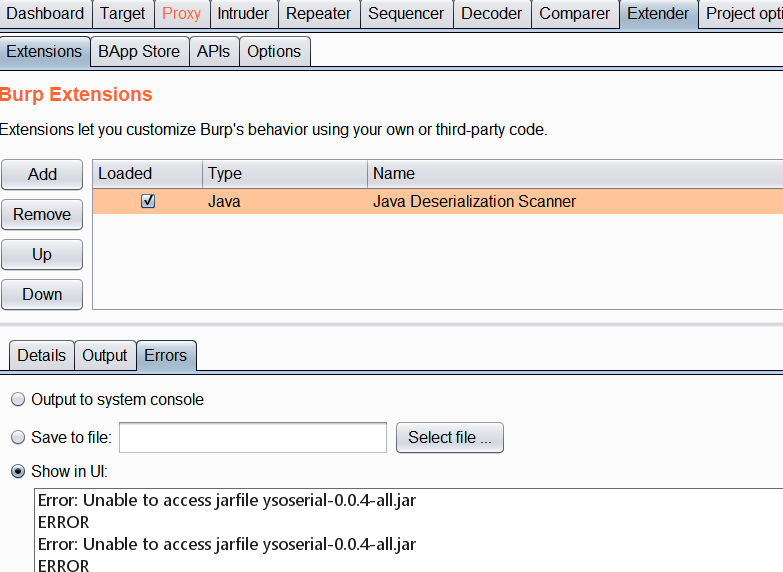 Dashboard Target Proxy Intruder Repeater Sequencer Decoder Comparer Extender Project opti
Extensions BApp Store APIs Options
Burp Extensions
Extensions let you customize Burp's behavior using your own or third-party code.
Add
Remove
Up
Down
Loaded Type Name
Java Java Deserialization Scanner
Details Output Errors
Output to system console
Save to file: Select file ...
Show in UI:
Error: Unable to access jarfile ysoserial-0.0.4-all.jar
ERROR
Error: Unable to access jarfile ysoserial-0.0.4-all.jar
ERROR